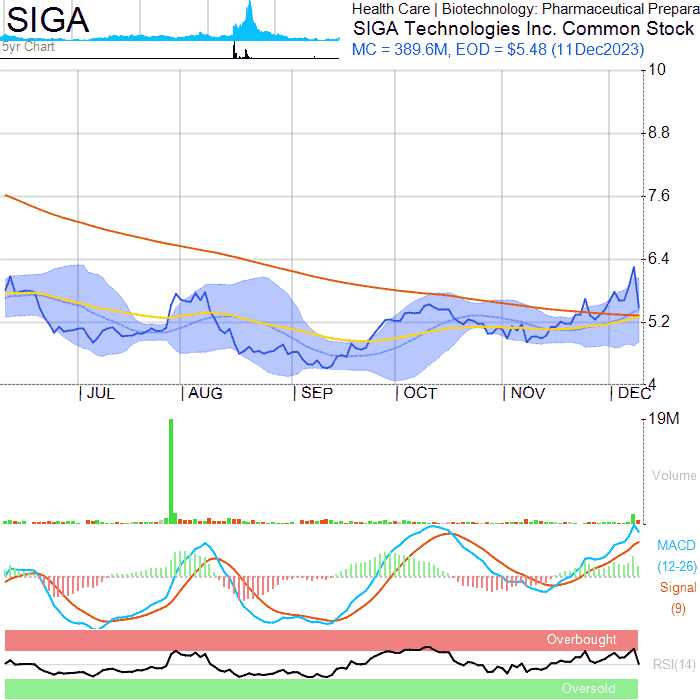 SIGA
5yr Chart
Health Care | Biotechnology: Pharmaceutical Prepara
SIGA Technologies Inc. Common Stock
MC = 389.6M, EOD = $5.48 (11Dec2023)
10
8.8
7.6
6.4
5.2
4
| JUL | AUG | SEP | OCT | NOV | DEC
19M
Volume
MACD
(12-26)
Signal
(9)
Overbought
RSI(14)
Oversold